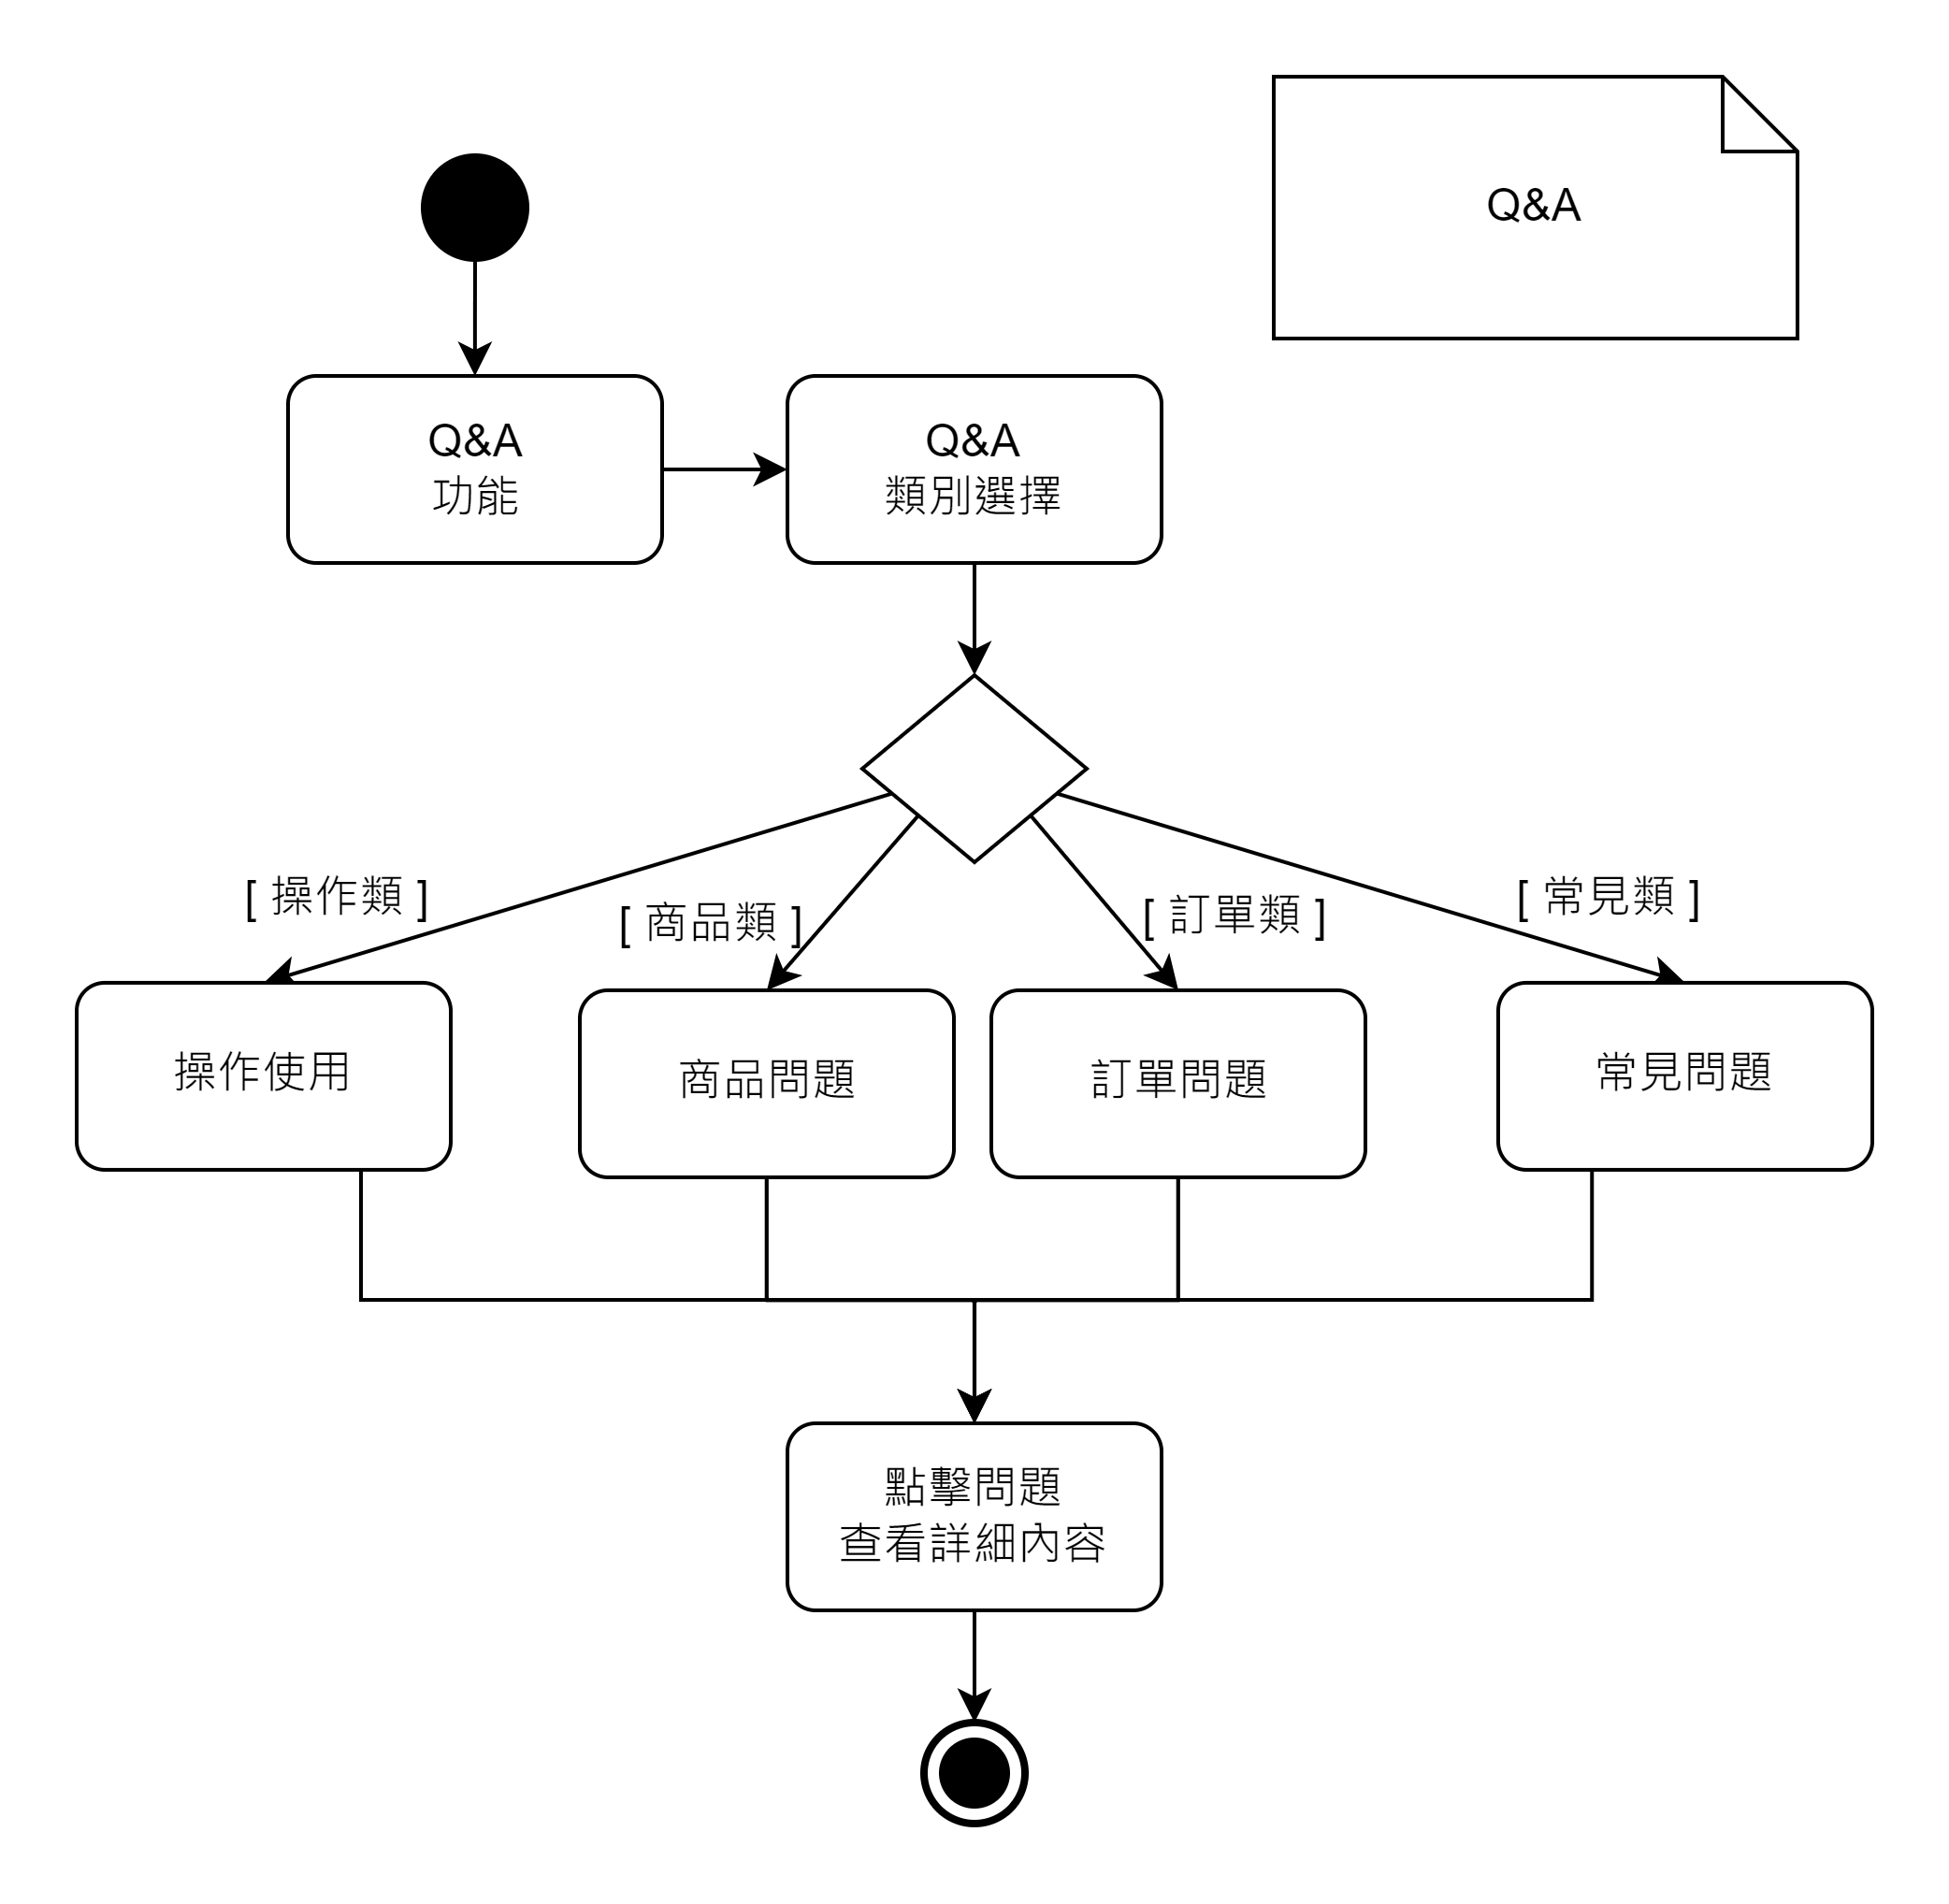 Q&A
Q&A
功能
Q&A
類別選擇
[ 操作類 ]
[ 商品類 ]
[ 訂單類 ]
[ 常見類 ]
操作使用
商品問題
訂單問題
常見問題
點擊問題
查看詳細內容